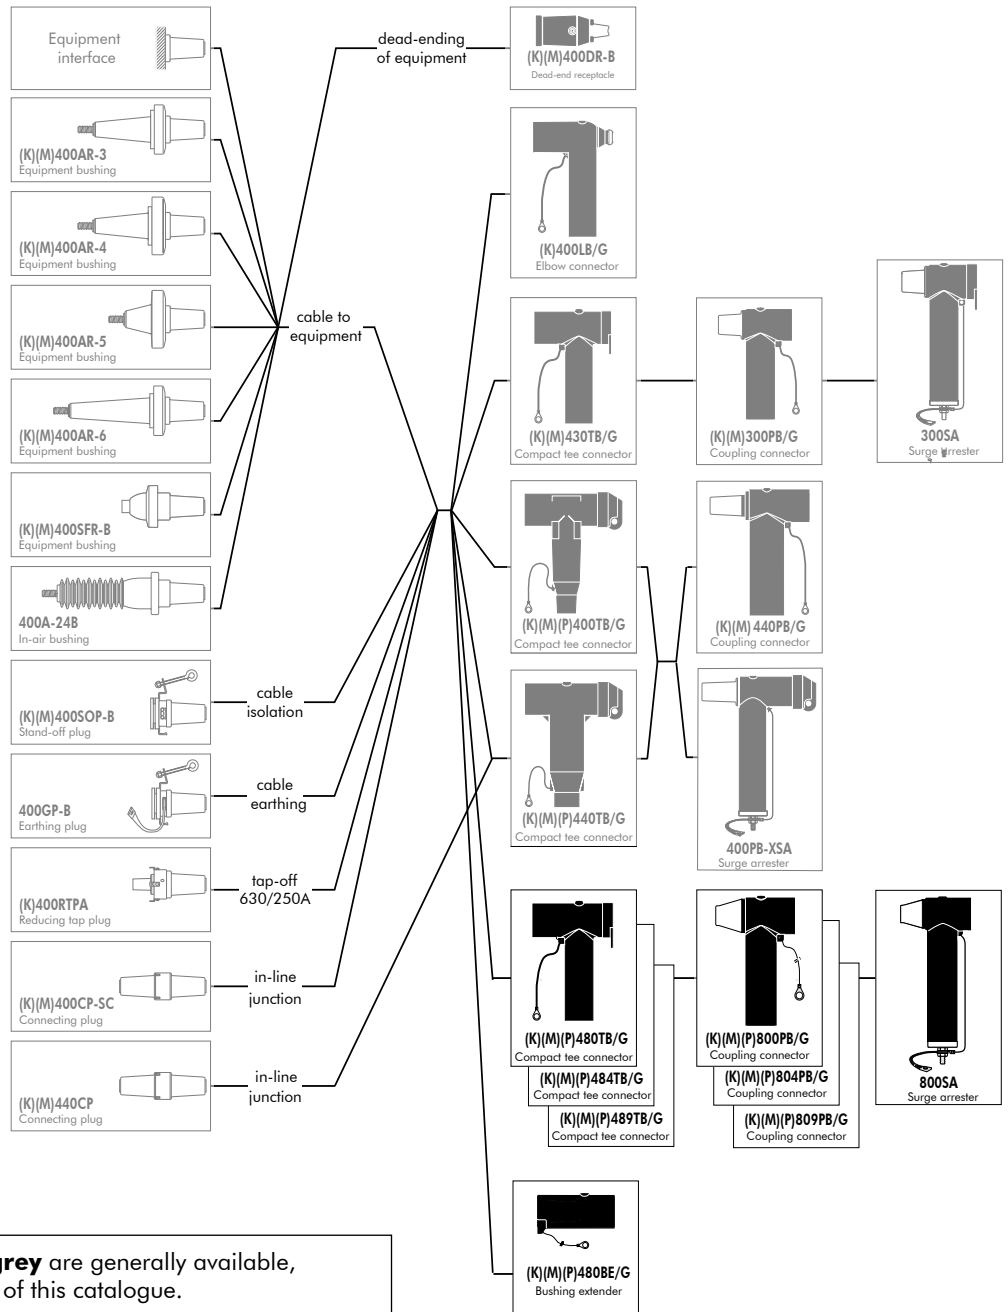 Equipment
interface
(K)(M)400AR-3
Equipment bushing
(K)(M)400AR-4
Equipment bushing
(K)(M)400AR-5
Equipment bushing
(K)(M)400AR-6
Equipment bushing
(K)(M)400SFR-B
Equipment bushing
400A-24B
In-air bushing
(K)(M)400SOP-B
Stand-off plug
400GP-B
Earthing plug
(K)400RTPA
Reducing tap plug
(K)(M)400CP-SC
Connecting plug
(K)(M)440CP
Connecting plug
dead-ending
of equipment
cable to
equipment
cable
isolation
cable
earthing
tap-off
630/250A
in-line
junction
in-line
junction
(K)(M)400DR-B
Dead-end receptacle
(K)400LB/G
Elbow connector
(K)(M)430TB/G
Compact tee connector
(K)(M)300PB/G
Coupling connector
300SA
Surge arrester
(K)(M)(P)400TB/G
Compact tee connector
(K)(M) 440PB/G
Coupling connector
(K)(M)(P)440TB/G
Compact tee connector
400PB-XSA
Surge arrester
(K)(M)(P)480TB/G
Compact tee connector
(K)(M)(P)484TB/G
Compact tee connector
(K)(M)(P)489TB/G
Compact tee connector
(K)(M)(P)800PB/G
Coupling connector
(K)(M)(P)804PB/G
Coupling connector
(K)(M)(P)809PB/G
Coupling connector
800SA
Surge arrester
(K)(M)(P)480BE/G
Bushing extender
grey are generally available,
of this catalogue.